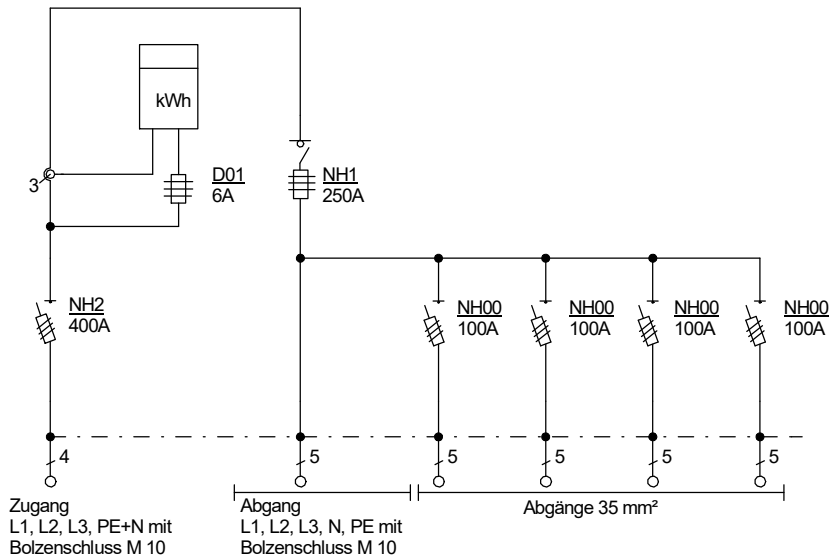 kWh
3
D01
6A
NH1
250A
NH2
400A
NH00
100A
NH00
100A
NH00
100A
NH00
100A
4
5
5
5
5
5
Zugang
L1, L2, L3, PE+N mit
Bolzenschluss M 10
Abgang
L1, L2, L3, N, PE mit
Bolzenschluss M 10
Abgänge 35 mm²